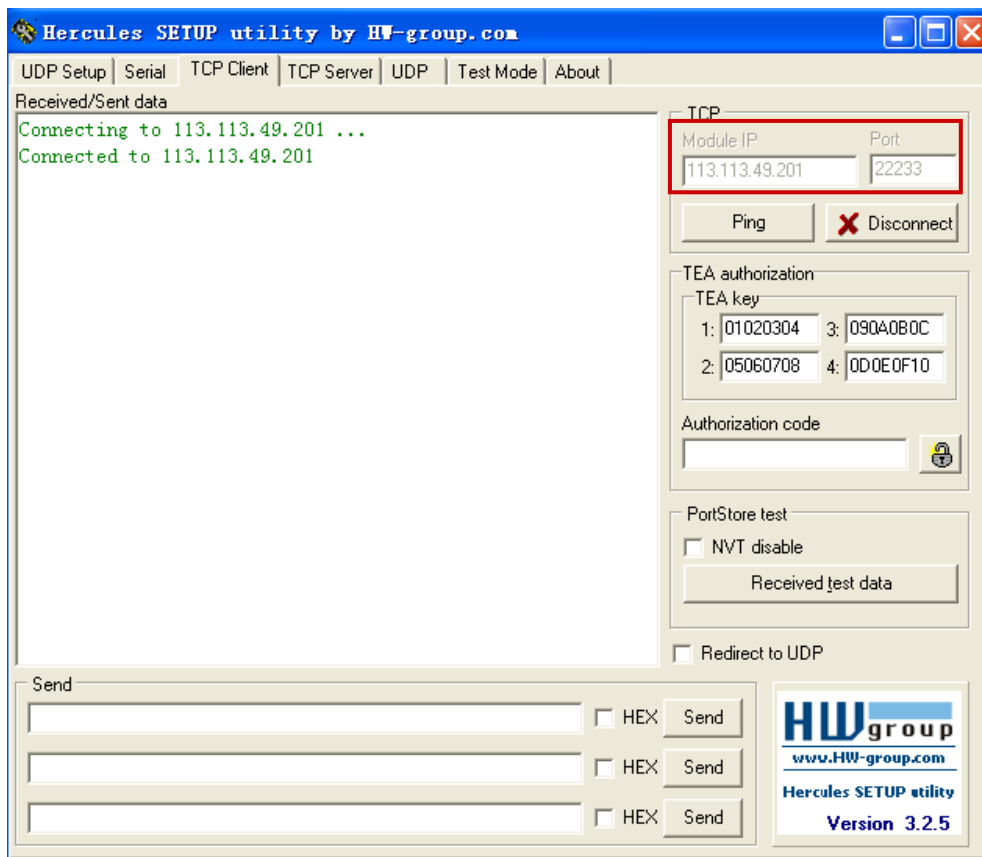 Hercules SETUP utility by HW-group.com
UDP Setup Serial TCP Client TCP Server UDP Test Mode About
Received/Sent data
Connecting to 113.113.49.201 ...
Connected to 113.113.49.201
TCP
Module IP Port
113.113.49.201 22233
Ping Disconnect
TEA authorization
TEA key
1: 01020304 3: 090A0B0C
2: 05060708 4: 0D0E0F10
Authorization code
PortStore test
NVT disable
Received test data
Redirect to UDP
Send
HEX Send
HEX Send
HEX Send
HWgroup
www.HW-group.com
Hercules SETUP utility
Version 3.2.5